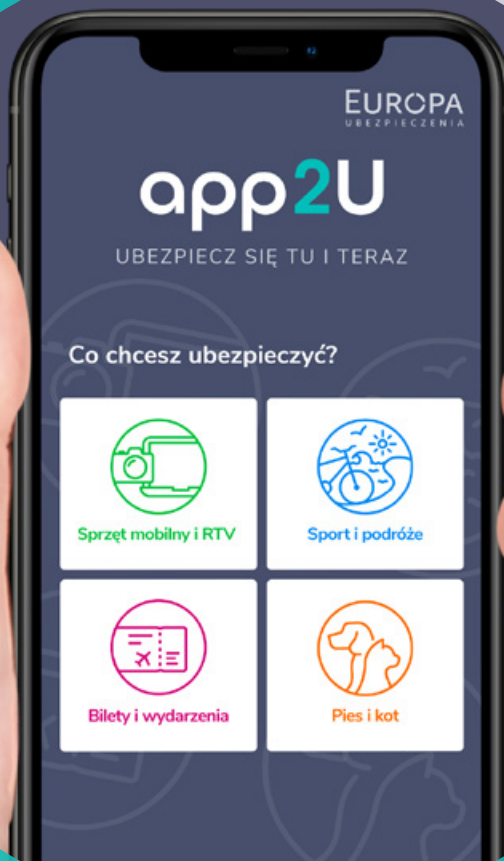 EUROPA
UBEZPIECZENIA
app2U
UBEZPIECZ SIĘ TU I TERAZ
Co chcesz ubezpieczyć?
Sprzęt mobilny i RTV
Sport i podróże
Bilety i wydarzenia
Pies i kot